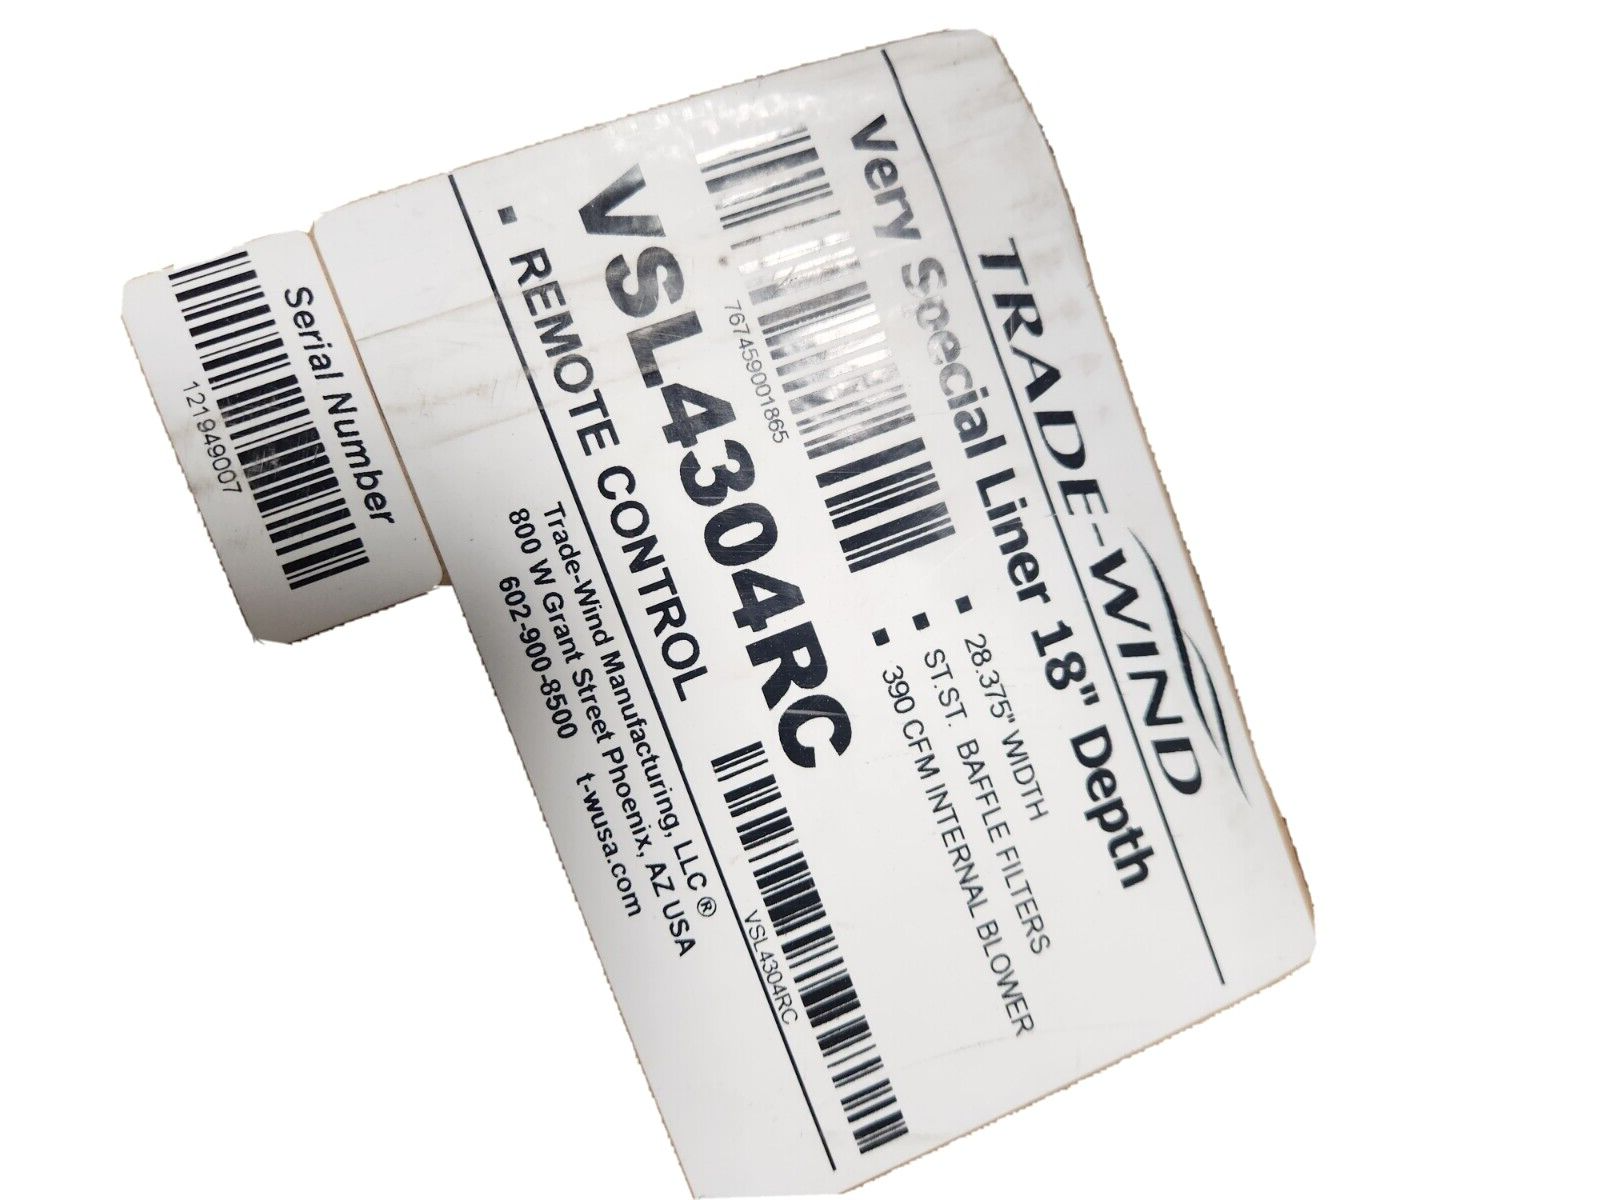 TRADE-WIND
Very Special Liner 18" Depth
▪ 28.375" WIDTH
▪ ST.ST. BAFFLE FILTERS
▪ 390 CFM INTERNAL BLOWER
767459001865
VSL4304RC
VSL4304RC
▪ REMOTE CONTROL
Trade-Wind Manufacturing, LLC ®
800 W Grant Street Phoenix, AZ USA
602-900-8500 t-wusa.com
Serial Number
121949007